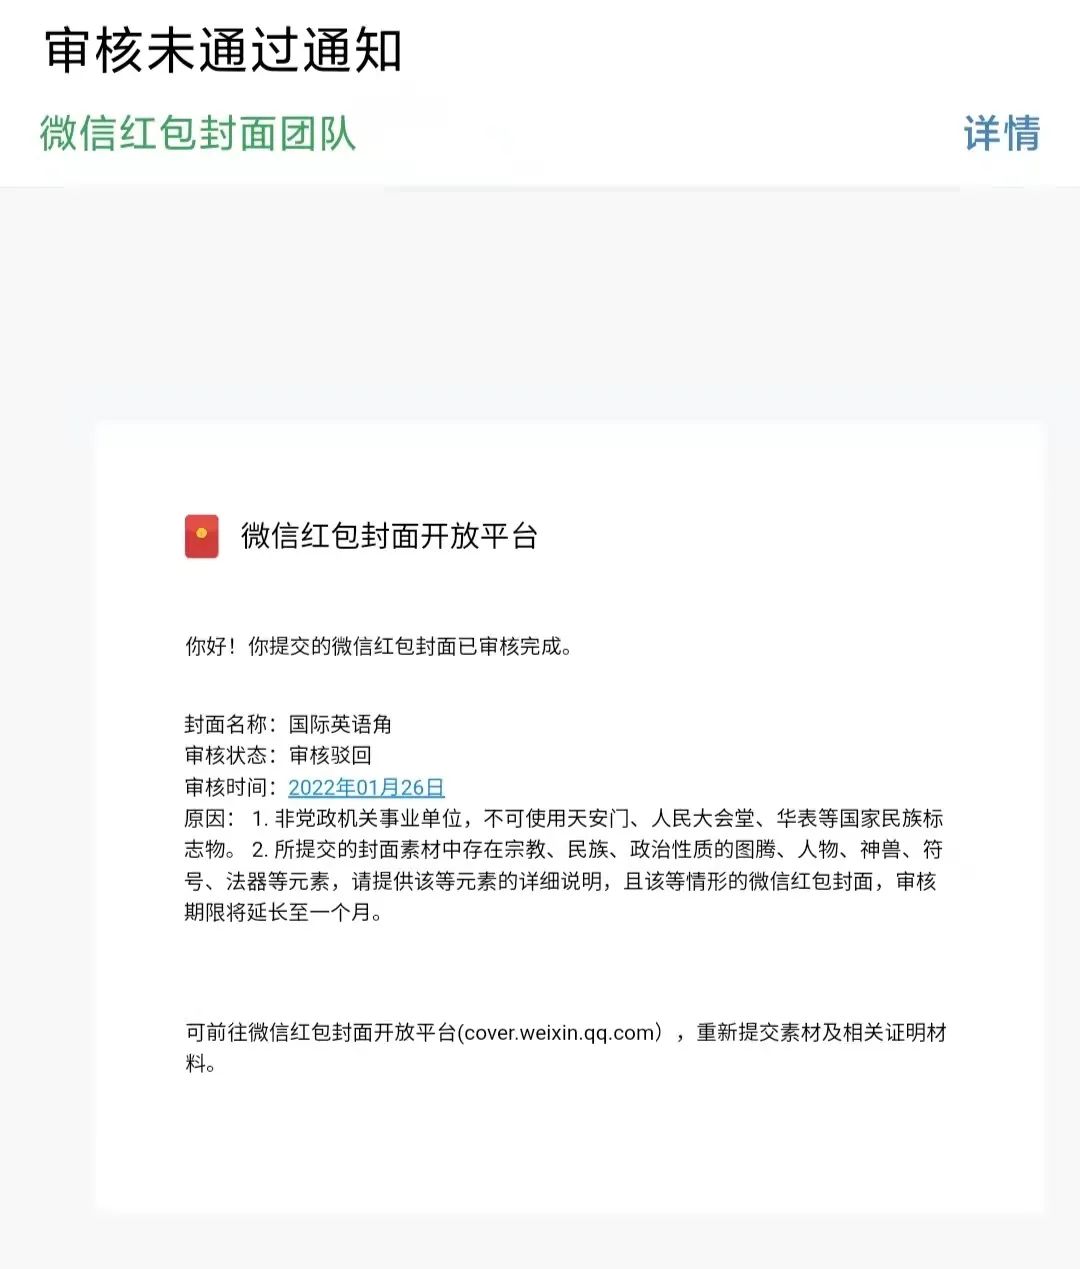 审核未通过通知
微信红包封面团队 详情
微信红包封面开放平台
你好！你提交的微信红包封面已审核完成。
封面名称：国际英语角
审核状态：审核驳回
审核时间：2022年01月26日
原因： 1. 非党政机关事业单位，不可使用天安门、人民大会堂、华表等国家民族标
志物。 2. 所提交的封面素材中存在宗教、民族、政治性质的图腾、人物、神兽、符
号、法器等元素，请提供该等元素的详细说明，且该等情形的微信红包封面，审核
期限将延长至一个月。
可前往微信红包封面开放平台(cover.weixin.qq.com），重新提交素材及相关证明材
料。